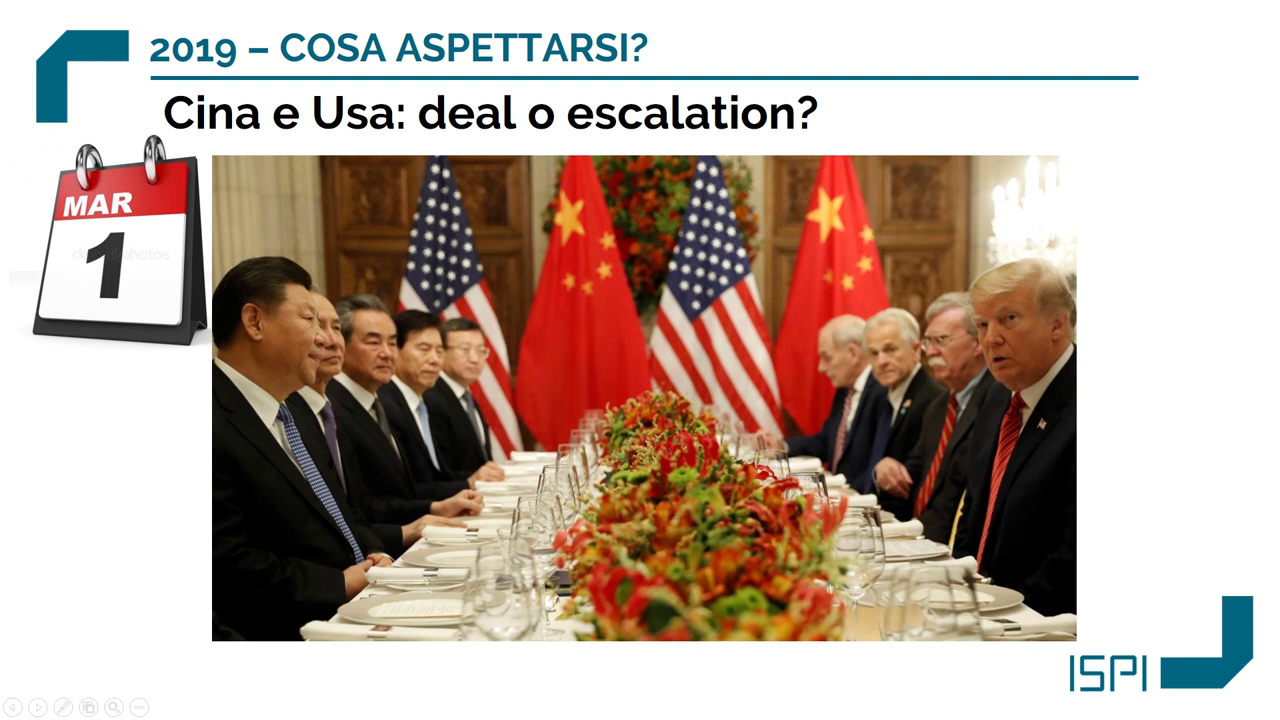 2019 – COSA ASPETTARSI?
Cina e Usa: deal o escalation?
MAR
1
ISPI